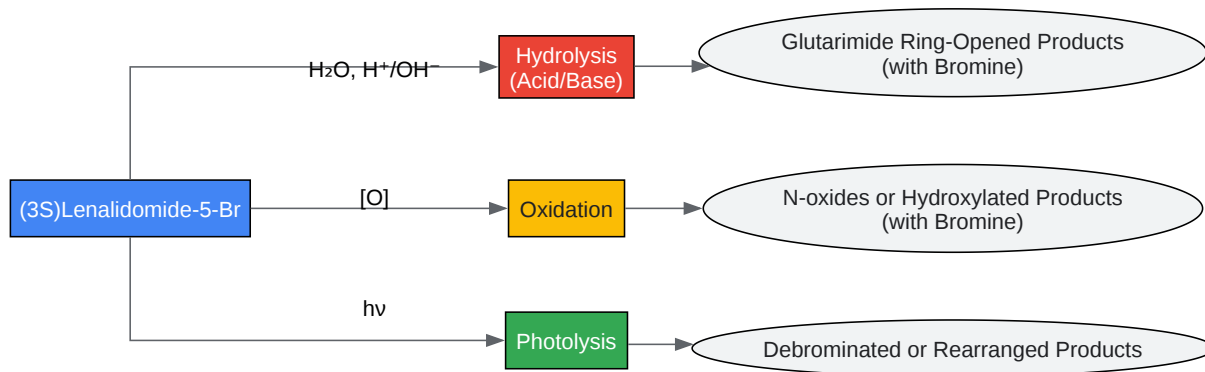 H₂O, H⁺/OH⁻
Hydrolysis
(Acid/Base)
Glutarimide Ring-Opened Products
(with Bromine)
(3S)Lenalidomide-5-Br
[O]
Oxidation
N-oxides or Hydroxylated Products
(with Bromine)
hν
Photolysis
Debrominated or Rearranged Products